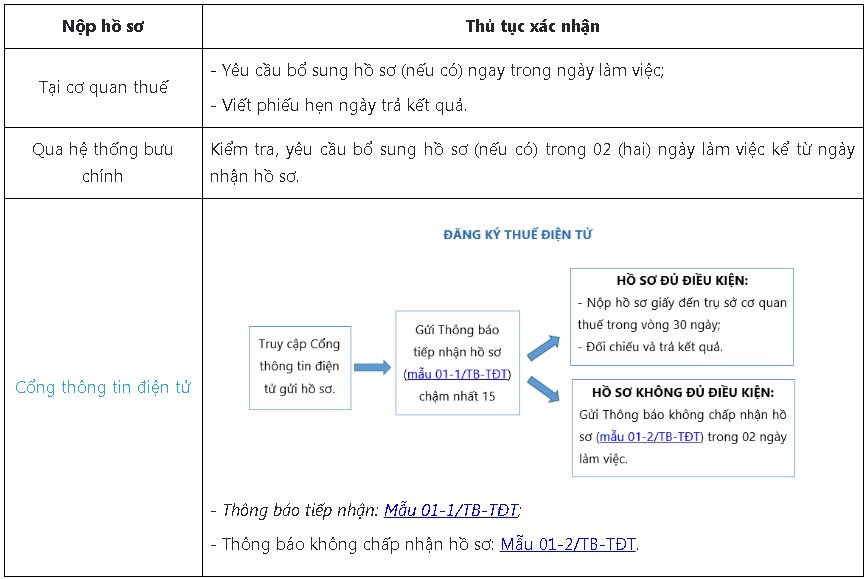 Nộp hồ sơ
Thủ tục xác nhận
Tại cơ quan thuế
- Yêu cầu bổ sung hồ sơ (nếu có) ngay trong ngày làm việc;
- Viết phiếu hẹn ngày trả kết quả.
Qua hệ thống bưu
chính
Kiểm tra, yêu cầu bổ sung hồ sơ (nếu có) trong 02 (hai) ngày làm việc kể từ ngày
nhận hồ sơ.
Cổng thông tin điện tử
ĐĂNG KÝ THUẾ ĐIỆN TỬ
Truy cập Cổng
thông tin điện
tử gửi hồ sơ.
Gửi Thông báo
tiếp nhận hồ sơ
(mẫu 01-1/TB-TĐT)
chậm nhất 15
HỒ SƠ ĐỦ ĐIỀU KIỆN:
- Nộp hồ sơ giấy đến trụ sở cơ quan
thuế trong vòng 30 ngày;
- Đối chiếu và trả kết quả.
HỒ SƠ KHÔNG ĐỦ ĐIỀU KIỆN:
Gửi Thông báo không chấp nhận hồ
sơ (mẫu 01-2/TB-TĐT) trong 02 ngày
làm việc.
- Thông báo tiếp nhận: Mẫu 01-1/TB-TĐT;
- Thông báo không chấp nhận hồ sơ: Mẫu 01-2/TB-TĐT.